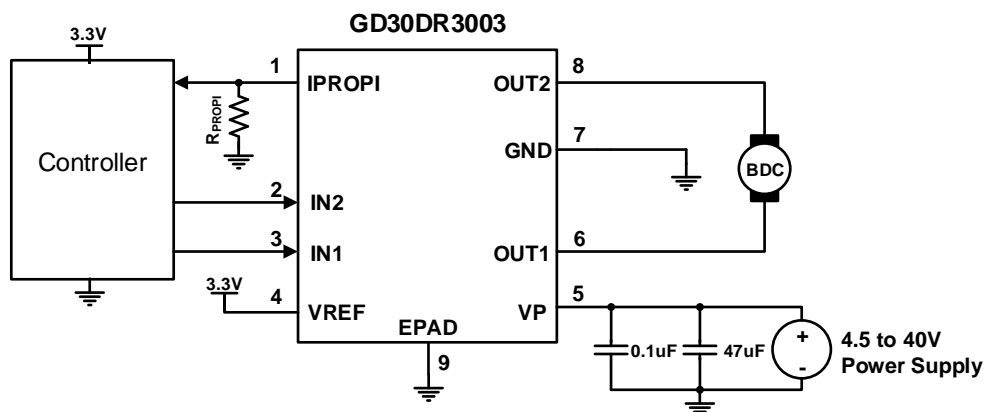 GD30DR3003
3.3V
1
IPROPI
OUT2
8
RPROPI
Controller
GND
7
BDC
2
IN2
3
IN1
OUT1
6
3.3V
4
VREF
VP
5
EPAD
9
0.1uF
47uF
+
-
4.5 to 40V
Power Supply